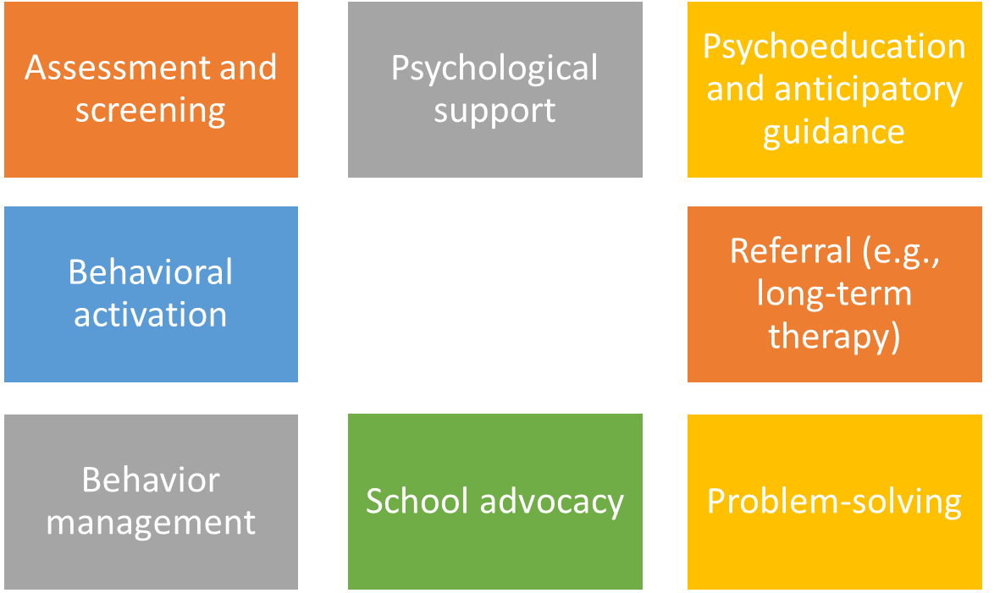 Assessment and
screening
Psychological
support
Psychoeducation
and anticipatory
guidance
Behavioral
activation
Referral (e.g.,
long-term
therapy)
Behavior
management
School advocacy
Problem-solving